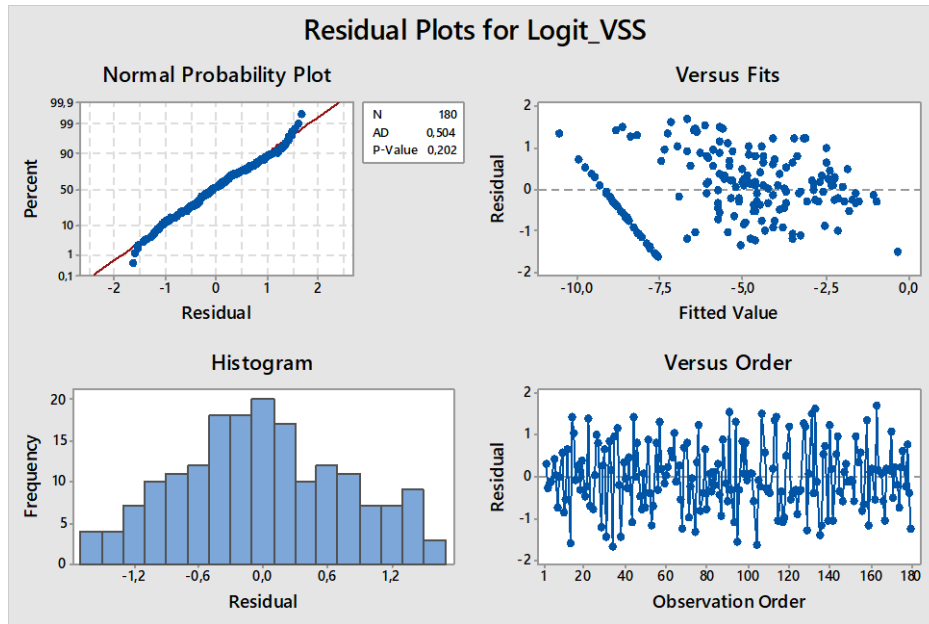 Residual Plots for Logit_VSS
Normal Probability Plot
99,9
99
90
50
10
1
0,1
Percent
-2 -1 0 1 2
Residual
N 180
AD 0,504
P-Value 0,202
Versus Fits
2
1
0
-1
-2
Residual
-10,0 -7,5 -5,0 -2,5 0,0
Fitted Value
Histogram
20
15
10
5
0
Frequency
-1,2 -0,6 0,0 0,6 1,2
Residual
Versus Order
2
1
0
-1
-2
Residual
1 20 40 60 80 100 120 140 160 180
Observation Order